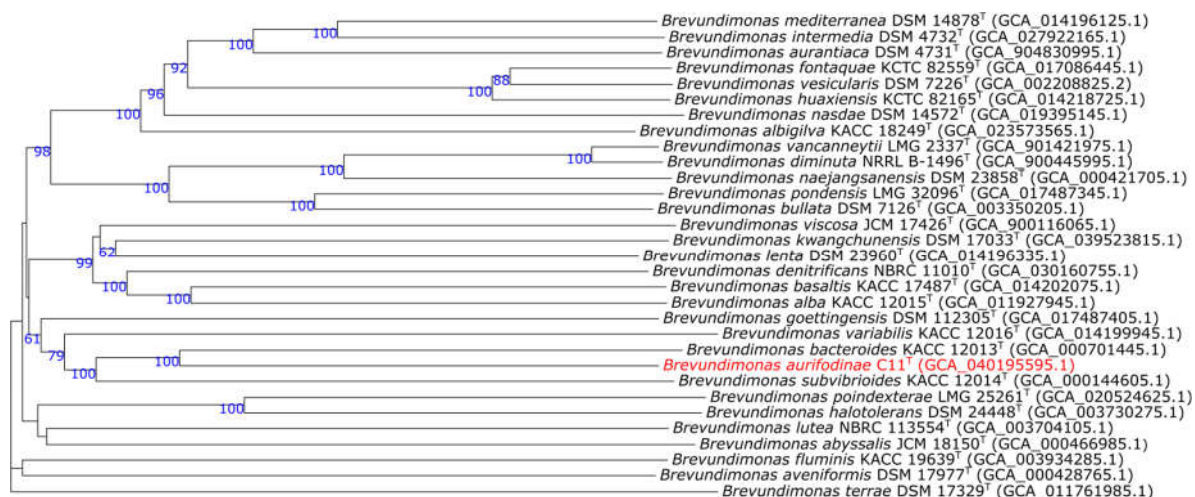 Brevundimonas mediterranea DSM 14878ᵀ (GCA_014196125.1)
100
Brevundimonas intermedia DSM 4732ᵀ (GCA_027922165.1)
100
Brevundimonas aurantiaca DSM 4731ᵀ (GCA_904830995.1)
92
Brevundimonas fontaquae KCTC 82559ᵀ (GCA_017086445.1)
88
Brevundimonas vesicularis DSM 7226ᵀ (GCA_002208825.2)
96
100
Brevundimonas huaxiensis KCTC 82165ᵀ (GCA_014218725.1)
100
Brevundimonas nasdae DSM 14572ᵀ (GCA_019395145.1)
Brevundimonas albigilva KACC 18249ᵀ (GCA_023573565.1)
98
Brevundimonas vancanneytii LMG 2337ᵀ (GCA_901421975.1)
100
Brevundimonas diminuta NRRL B-1496ᵀ (GCA_900445995.1)
100
Brevundimonas naejangsanensis DSM 23858ᵀ (GCA_000421705.1)
Brevundimonas pondensis LMG 32096ᵀ (GCA_017487345.1)
100
Brevundimonas bullata DSM 7126ᵀ (GCA_003350205.1)
Brevundimonas viscosa JCM 17426ᵀ (GCA_900116065.1)
Brevundimonas kwangchunensis DSM 17033ᵀ (GCA_039523815.1)
62
Brevundimonas lenta DSM 23960ᵀ (GCA_014196335.1)
99
Brevundimonas denitrificans NBRC 11010ᵀ (GCA_030160755.1)
Brevundimonas basaltis KACC 17487ᵀ (GCA_014202075.1)
100
Brevundimonas alba KACC 12015ᵀ (GCA_011927945.1)
Brevundimonas goettingensis DSM 112305ᵀ (GCA_017487405.1)
61
Brevundimonas variabilis KACC 12016ᵀ (GCA_014199945.1)
79
Brevundimonas bacteroides KACC 12013ᵀ (GCA_000701445.1)
100
Brevundimonas aurifodinae C11ᵀ (GCA_040195595.1)
100
Brevundimonas subvibrioides KACC 12014ᵀ (GCA_000144605.1)
Brevundimonas poindexterae LMG 25261ᵀ (GCA_020524625.1)
100
Brevundimonas halotolerans DSM 24448ᵀ (GCA_003730275.1)
Brevundimonas lutea NBRC 113554ᵀ (GCA_003704105.1)
Brevundimonas abyssalis JCM 18150ᵀ (GCA_000466985.1)
Brevundimonas fluminis KACC 19639ᵀ (GCA_003934285.1)
Brevundimonas aveniformis DSM 17977ᵀ (GCA_000428765.1)
Brevundimonas terrae DSM 17329ᵀ (GCA_011761985.1)